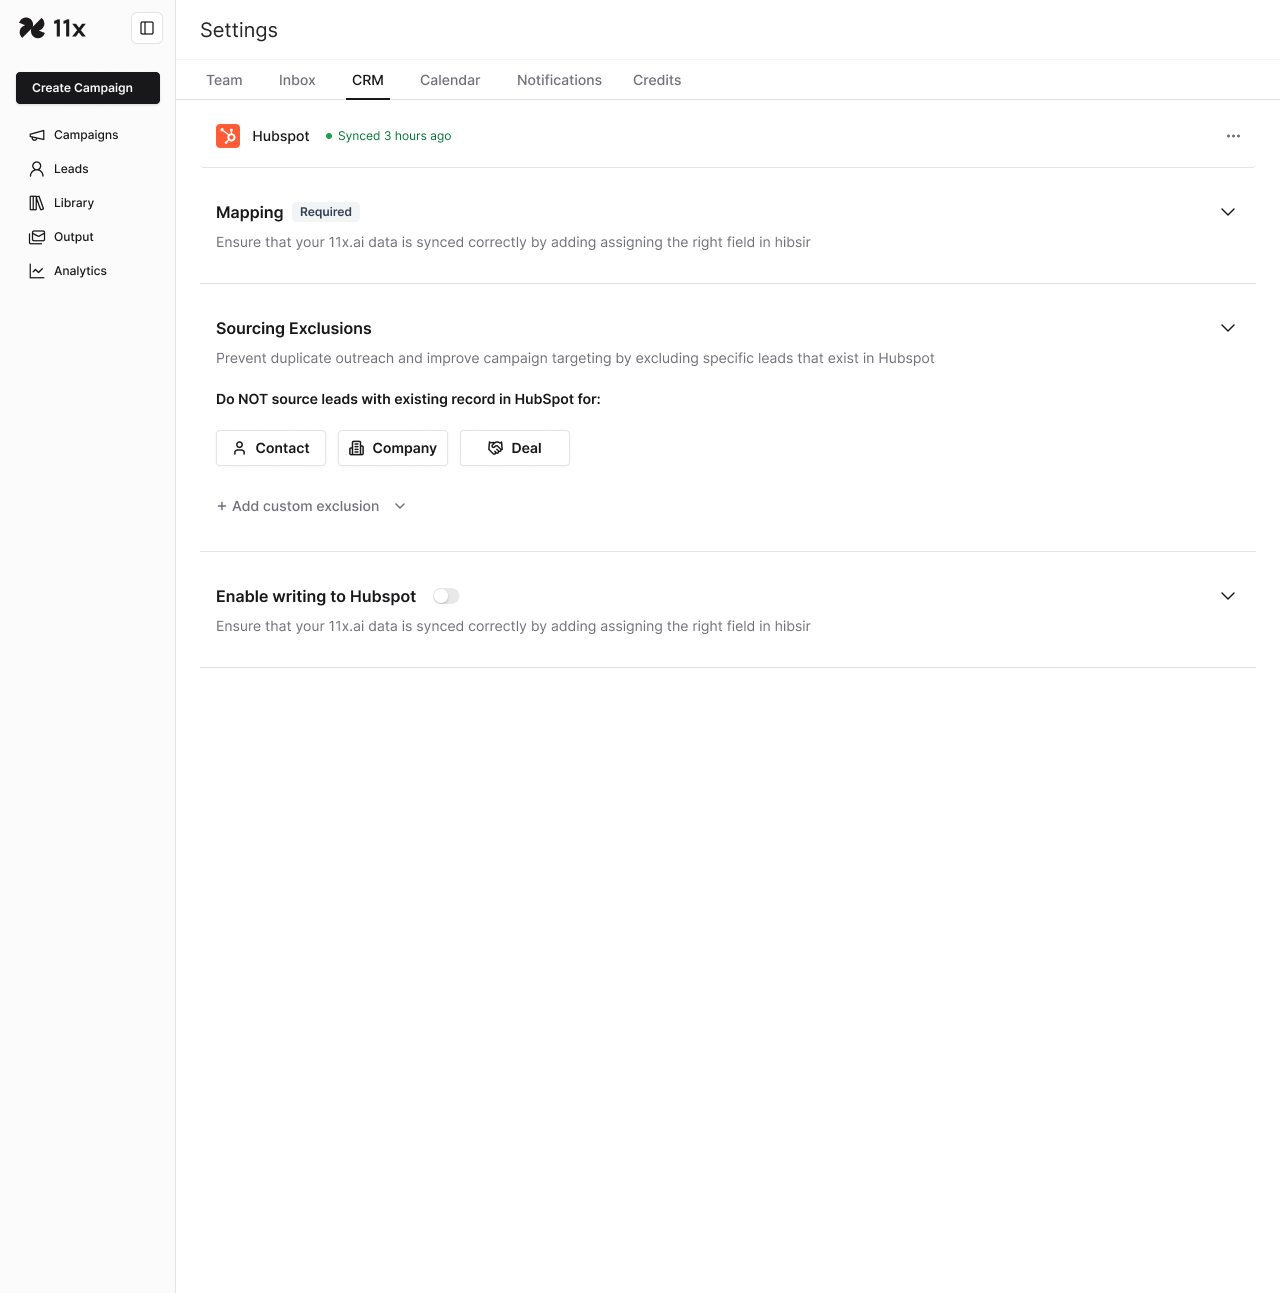 11x
Create Campaign
Campaigns
Leads
Library
Output
Analytics
Settings
Team Inbox CRM Calendar Notifications Credits
Hubspot Synced 3 hours ago
Mapping Required
Ensure that your 11x.ai data is synced correctly by adding assigning the right field in hibsir
Sourcing Exclusions
Prevent duplicate outreach and improve campaign targeting by excluding specific leads that exist in Hubspot
Do NOT source leads with existing record in HubSpot for:
Contact Company Deal
+ Add custom exclusion
Enable writing to Hubspot
Ensure that your 11x.ai data is synced correctly by adding assigning the right field in hibsir